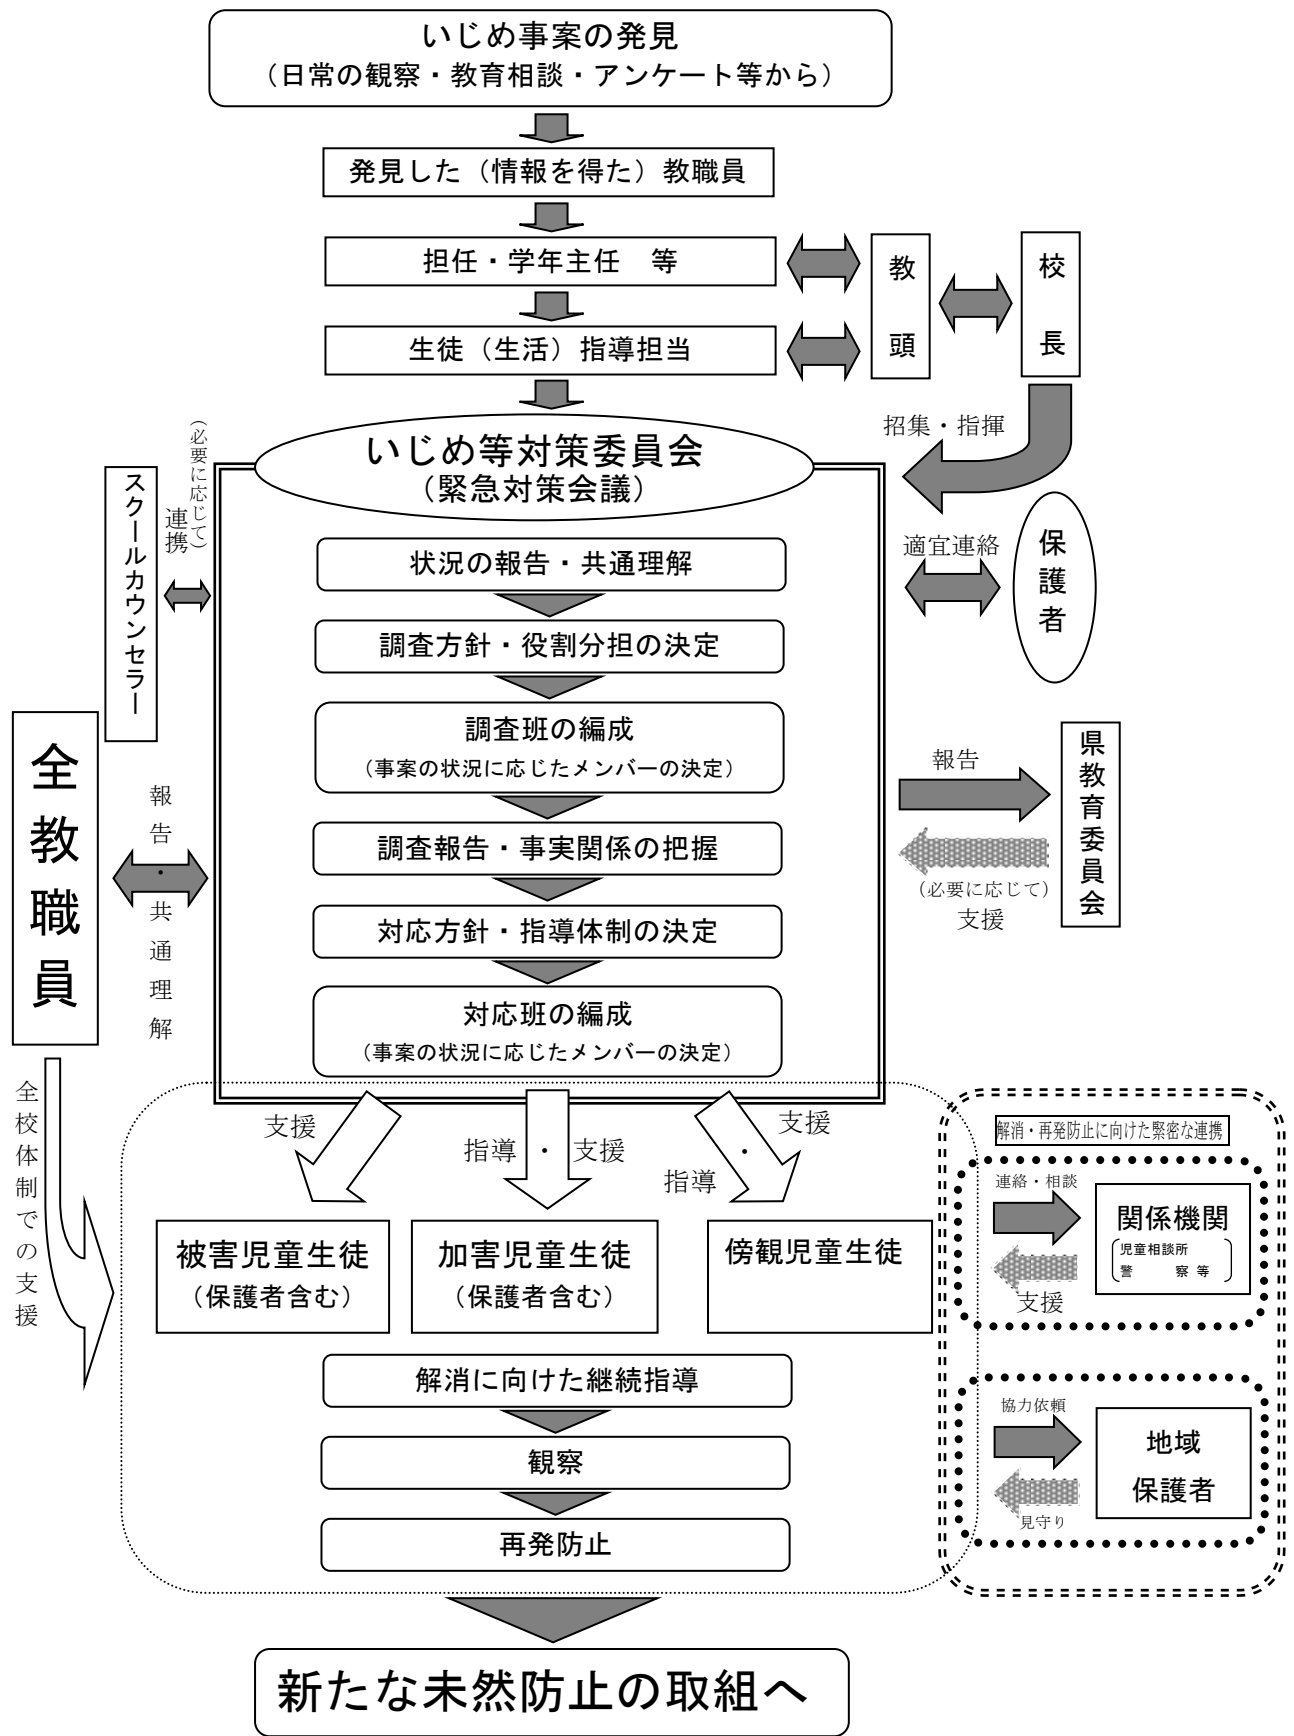 いじめ事案の発見
（日常の観察・教育相談・アンケート等から）
発見した（情報を得た）教職員
担任・学年主任　等
教頭
校長
生徒（生活）指導担当
招集・指揮
いじめ等対策委員会
（緊急対策会議）
（必要に応じて）
連携
スクールカウンセラー
適宜連絡
保護者
状況の報告・共通理解
調査方針・役割分担の決定
調査班の編成
（事案の状況に応じたメンバーの決定）
調査報告・事実関係の把握
対応方針・指導体制の決定
対応班の編成
（事案の状況に応じたメンバーの決定）
全教職員
報告・共通理解
報告
県教育委員会
（必要に応じて）
支援
全校体制での支援
支援
指導・支援
指導・支援
被害児童生徒
（保護者含む）
加害児童生徒
（保護者含む）
傍観児童生徒
解消・再発防止に向けた緊密な連携
連絡・相談
関係機関
児童相談所
警　　察 等
支援
協力依頼
地域
保護者
見守り
解消に向けた継続指導
観察
再発防止
新たな未然防止の取組へ